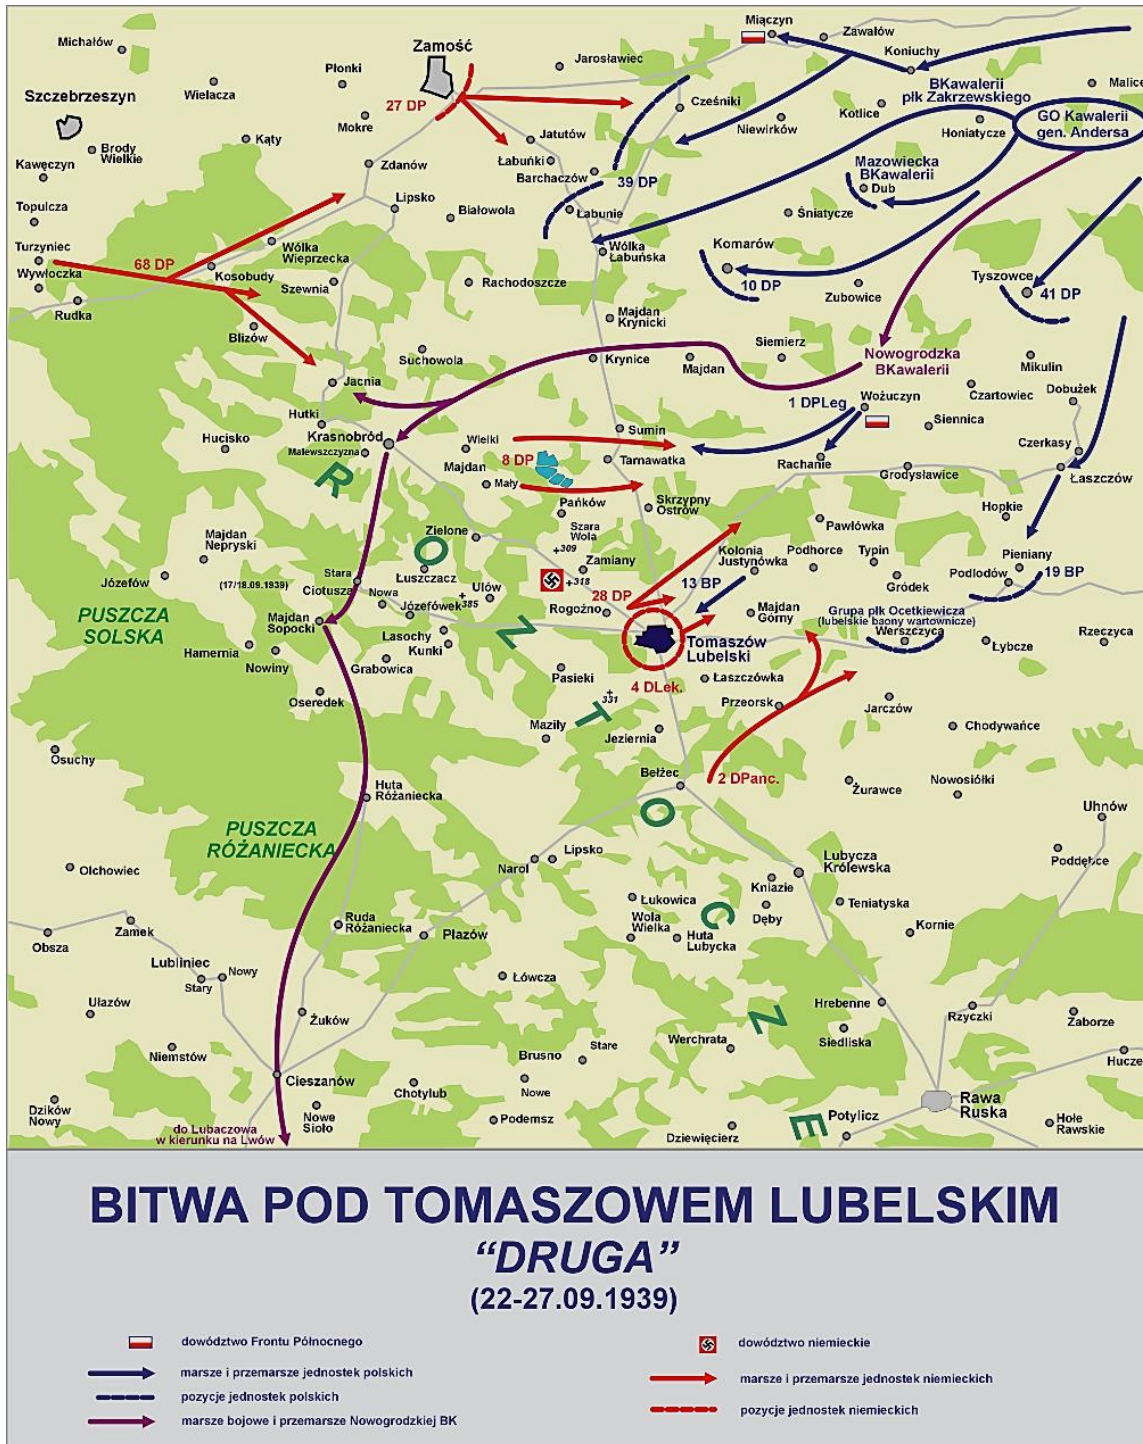 Michałów
Zamość
Miączyn
Zawałów
Koniuchy
Jarosławiec
Płonki
Wielącza
Szczebrzeszyn
27 DP
BKawalerii
płk Zakrzewskiego
Malice
Cześniki
Niewirków
Kotlice
Honiatycze
GO Kawalerii
gen. Andersa
Mokre
Jatutów
Kąty
Brody
Wielkie
Kawęczyn
Zdanów
Łabuńki
Barchaczów
39 DP
Mazowiecka
BKawalerii
Dub
Topulcza
Lipsko
Białowola
Łabunie
Śniatycze
Turzyniec
Wywłoczka
68 DP
Wólka
Wieprzecka
Kosobudy
Szewnia
Rachodoszcze
Wólka
Łabuńska
Komarów
10 DP
Zubowice
Tyszowce
41 DP
Rudka
Blizów
Majdan
Krynicki
Suchowola
Krynice
Majdan
Siemierz
Nowogrodzka
BKawalerii
Mikulin
Jacnia
1 DPLeg
Wożuczyn
Czartowiec
Dobużek
Hutki
Krasnobród
Malewszczyzna
Hucisko
Wielki
Majdan
Mały
8 DP
Sumin
Tarnawatka
Rachanie
Siennica
Czerkasy
Grodysławice
Łaszczów
Pańków
Skrzypny
Ostrów
Hopkie
Majdan
Nepryski
Zielone
Szara
Wola
+309
Zamiany
Kolonia
Justynówka
Pawłówka
Podhorce
Typin
Pieniany
Józefów
(17/18.09.1939)
Stara
Ciotusza
Łuszczacz
Ulów
+318
Gródek
Podlodów
19 BP
Nowa
Józefówek
+385
28 DP
Rogoźno
13 BP
Majdan
Górny
Grupa płk Ocetkiewicza
(lubelskie baony wartownicze)
Werszczyca
PUSZCZA
SOLSKA
Majdan
Sopocki
Lasochy
Kunki
Tomaszów
Lubelski
Łybcze
Rzeczyca
Hamernia
Nowiny
Grabowica
Pasieki
Łaszczówka
4 DLek.
Oseredek
+
331
Przeorsk
Jarczów
Maziły
Jeziernia
Chodywańce
Osuchy
Bełżec
2 DPanc.
Żurawce
Nowosiółki
Huta
Różaniecka
Uhnów
PUSZCZA
RÓŻANIECKA
Lipsko
Narol
Lubycza
Królewska
Poddębce
Olchowiec
Kniazie
Łukowica
Dęby
Teniatyska
Wola
Wielka
Huta
Lubycka
Kornie
Obsza
Zamek
Ruda
Różaniecka
Płazów
Lubliniec
Nowy
Stary
Łówcza
Ułazów
Żuków
Hrebenne
Rzyczki
Zaborze
Niemstów
Werchrata
Siedliska
Stare
Brusno
Nowe
Hucze
Cieszanów
Chotylub
Dzików
Nowy
Nowe
Sioło
Podemsz
Rawa
Ruska
Potylicz
Hołe
Rawskie
do Lubaczowa
w kierunku na Lwów
Dziewięcierz
R O Z T O C Z E
BITWA POD TOMASZOWEM LUBELSKIM
“DRUGA”
(22-27.09.1939)
dowództwo Frontu Północnego
marsze i przemarsze jednostek polskich
pozycje jednostek polskich
marsze bojowe i przemarsze Nowogrodzkiej BK
dowództwo niemieckie
marsze i przemarsze jednostek niemieckich
pozycje jednostek niemieckich